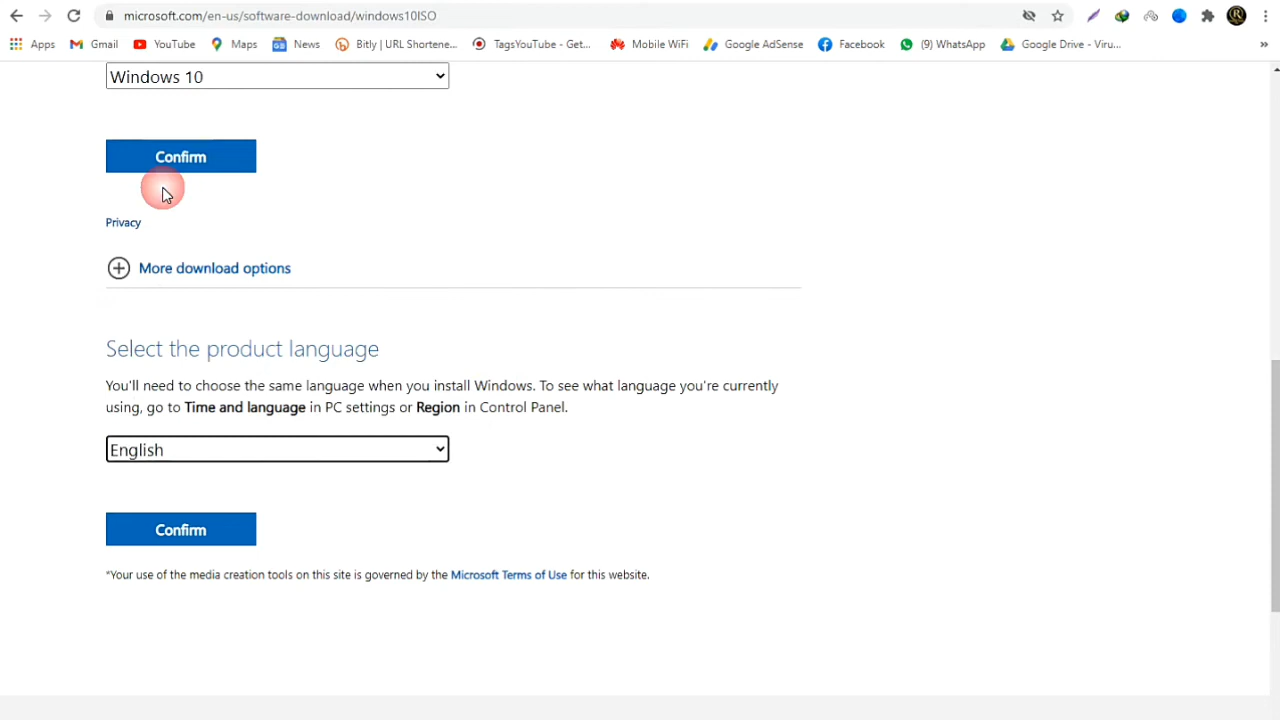 microsoft.com/en-us/software-download/windows10ISO
Apps Gmail YouTube Maps News Bitly | URL Shortene... TagsYouTube - Get... Mobile WiFi Google AdSense Facebook (9) WhatsApp Google Drive - Viru... »
Windows 10
Confirm
Privacy
More download options
Select the product language
You'll need to choose the same language when you install Windows. To see what language you're currently
using, go to Time and language in PC settings or Region in Control Panel.
English
Confirm
*Your use of the media creation tools on this site is governed by the Microsoft Terms of Use for this website.